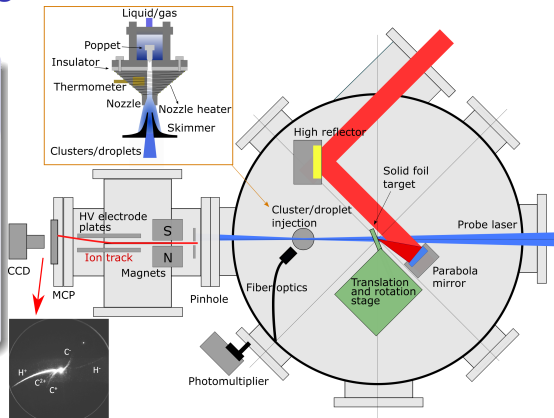 Liquid/gas
Poppet
Insulator
Thermometer
Nozzle
Nozzle heater
Skimmer
Clusters/droplets
High reflector
Solid foil
target
Cluster/droplet
injection
Probe laser
HV electrode
plates
S
N
Ion track
Magnets
CCD
MCP
Pinhole
Fiber optics
Translation
and rotation
stage
Parabola
mirror
Photomultiplier
C-
H+
H-
C2+
C+